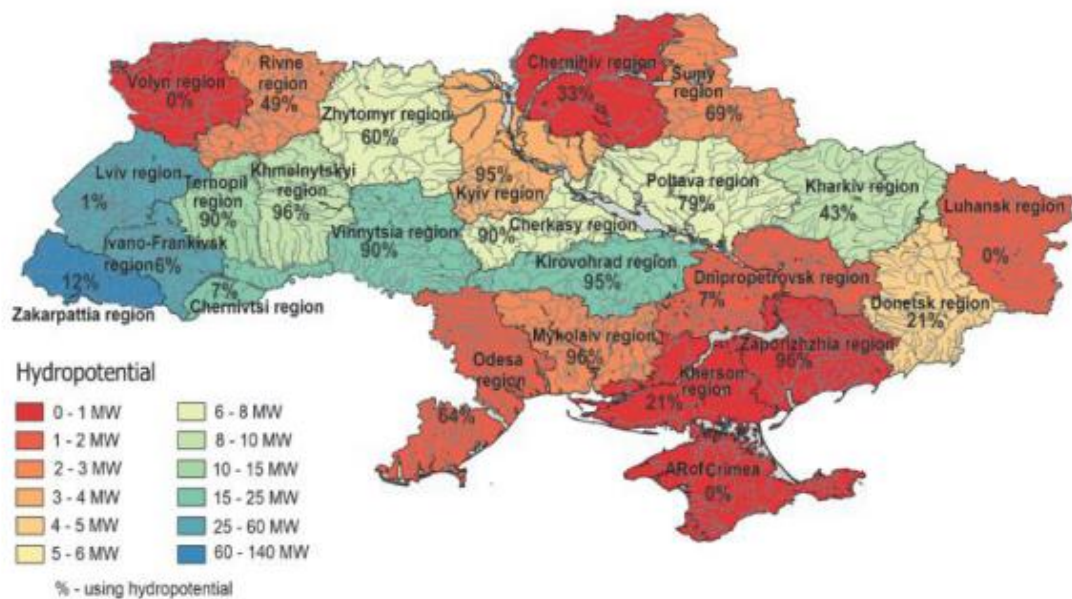 Volyn region
0%
Rivne
region
49%
Zhytomyr region
60%
Chernihiv region
33%
Sumy
region
69%
Lviv region
1%
Ternopil
region
90%
Khmelnytskyi
region
96%
95%
Kyiv region
Poltava region
79%
Kharkiv region
43%
Luhansk region
0%
Vinnytsia region
90%
Cherkasy region
90%
Ivano-Frankivsk
region 6%
12%
Zakarpattia region
7%
Chernivtsi region
Kirovohrad region
95%
Dnipropetrovsk region
7%
Donetsk region
21%
Odesa
region
64%
Mykolaiv region
96%
Kherson
region
21%
Zaporizhzhia region
96%
AR of Crimea
0%
Hydropotential
0 - 1 MW
1 - 2 MW
2 - 3 MW
3 - 4 MW
4 - 5 MW
5 - 6 MW
6 - 8 MW
8 - 10 MW
10 - 15 MW
15 - 25 MW
25 - 60 MW
60 - 140 MW
% - using hydropotential